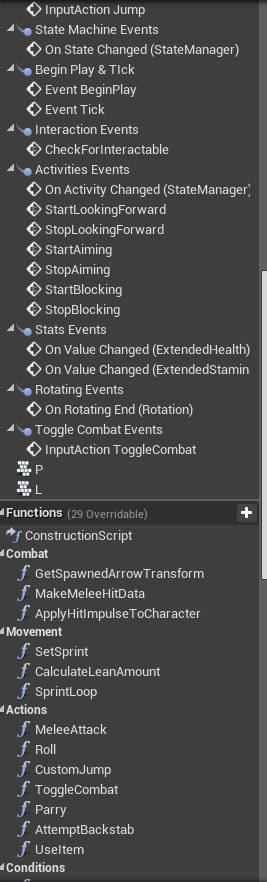 InputAction Jump
State Machine Events
On State Changed (StateManager)
Begin Play & TIck
Event BeginPlay
Event Tick
Interaction Events
CheckForInteractable
Activities Events
On Activity Changed (StateManager)
StartLookingForward
StopLookingForward
StartAiming
StopAiming
StartBlocking
StopBlocking
Stats Events
On Value Changed (ExtendedHealth)
On Value Changed (ExtendedStamin
Rotating Events
On Rotating End (Rotation)
Toggle Combat Events
InputAction ToggleCombat
P
L
Functions (29 Overridable)
ConstructionScript
Combat
GetSpawnedArrowTransform
MakeMeleeHitData
ApplyHitImpulseToCharacter
Movement
SetSprint
CalculateLeanAmount
SprintLoop
Actions
MeleeAttack
Roll
CustomJump
ToggleCombat
Parry
AttemptBackstab
UseItem
Conditions